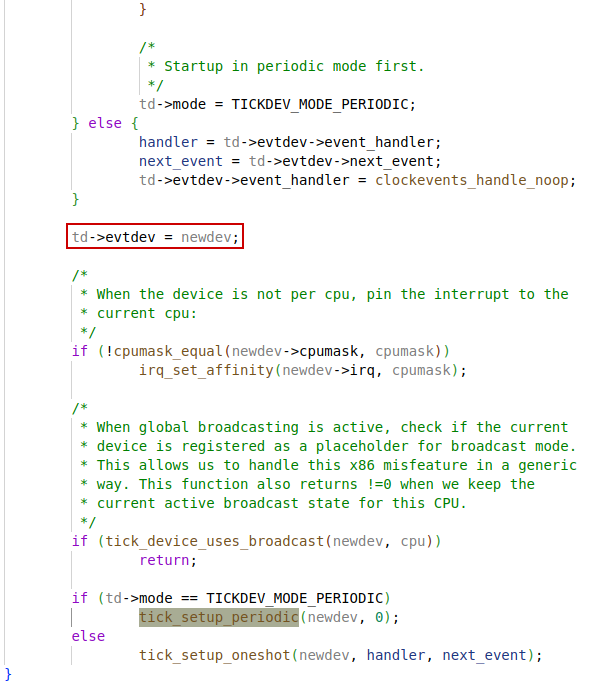 }
/*
* Startup in periodic mode first.
*/
td->mode = TICKDEV_MODE_PERIODIC;
} else {
handler = td->evtdev->event_handler;
next_event = td->evtdev->next_event;
td->evtdev->event_handler = clockevents_handle_noop;
}
td->evtdev = newdev;
/*
* When the device is not per cpu, pin the interrupt to the
* current cpu:
*/
if (!cpumask_equal(newdev->cpumask, cpumask))
irq_set_affinity(newdev->irq, cpumask);
/*
* When global broadcasting is active, check if the current
* device is registered as a placeholder for broadcast mode.
* This allows us to handle this x86 misfeature in a generic
* way. This function also returns !=0 when we keep the
* current active broadcast state for this CPU.
*/
if (tick_device_uses_broadcast(newdev, cpu))
return;
if (td->mode == TICKDEV_MODE_PERIODIC)
tick_setup_periodic(newdev, 0);
else
tick_setup_oneshot(newdev, handler, next_event);
}